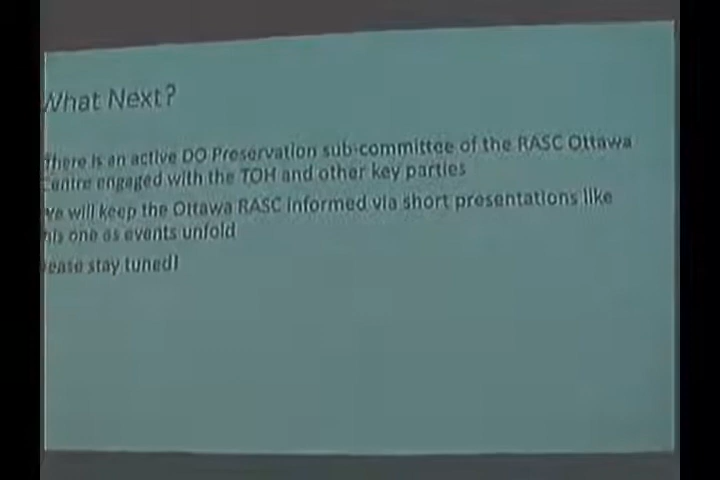 What Next?
There is an active DO Preservation sub-committee of the RASC Ottawa
Centre engaged with the TOH and other key parties
We will keep the Ottawa RASC informed via short presentations like
this one as events unfold
Please stay tuned!